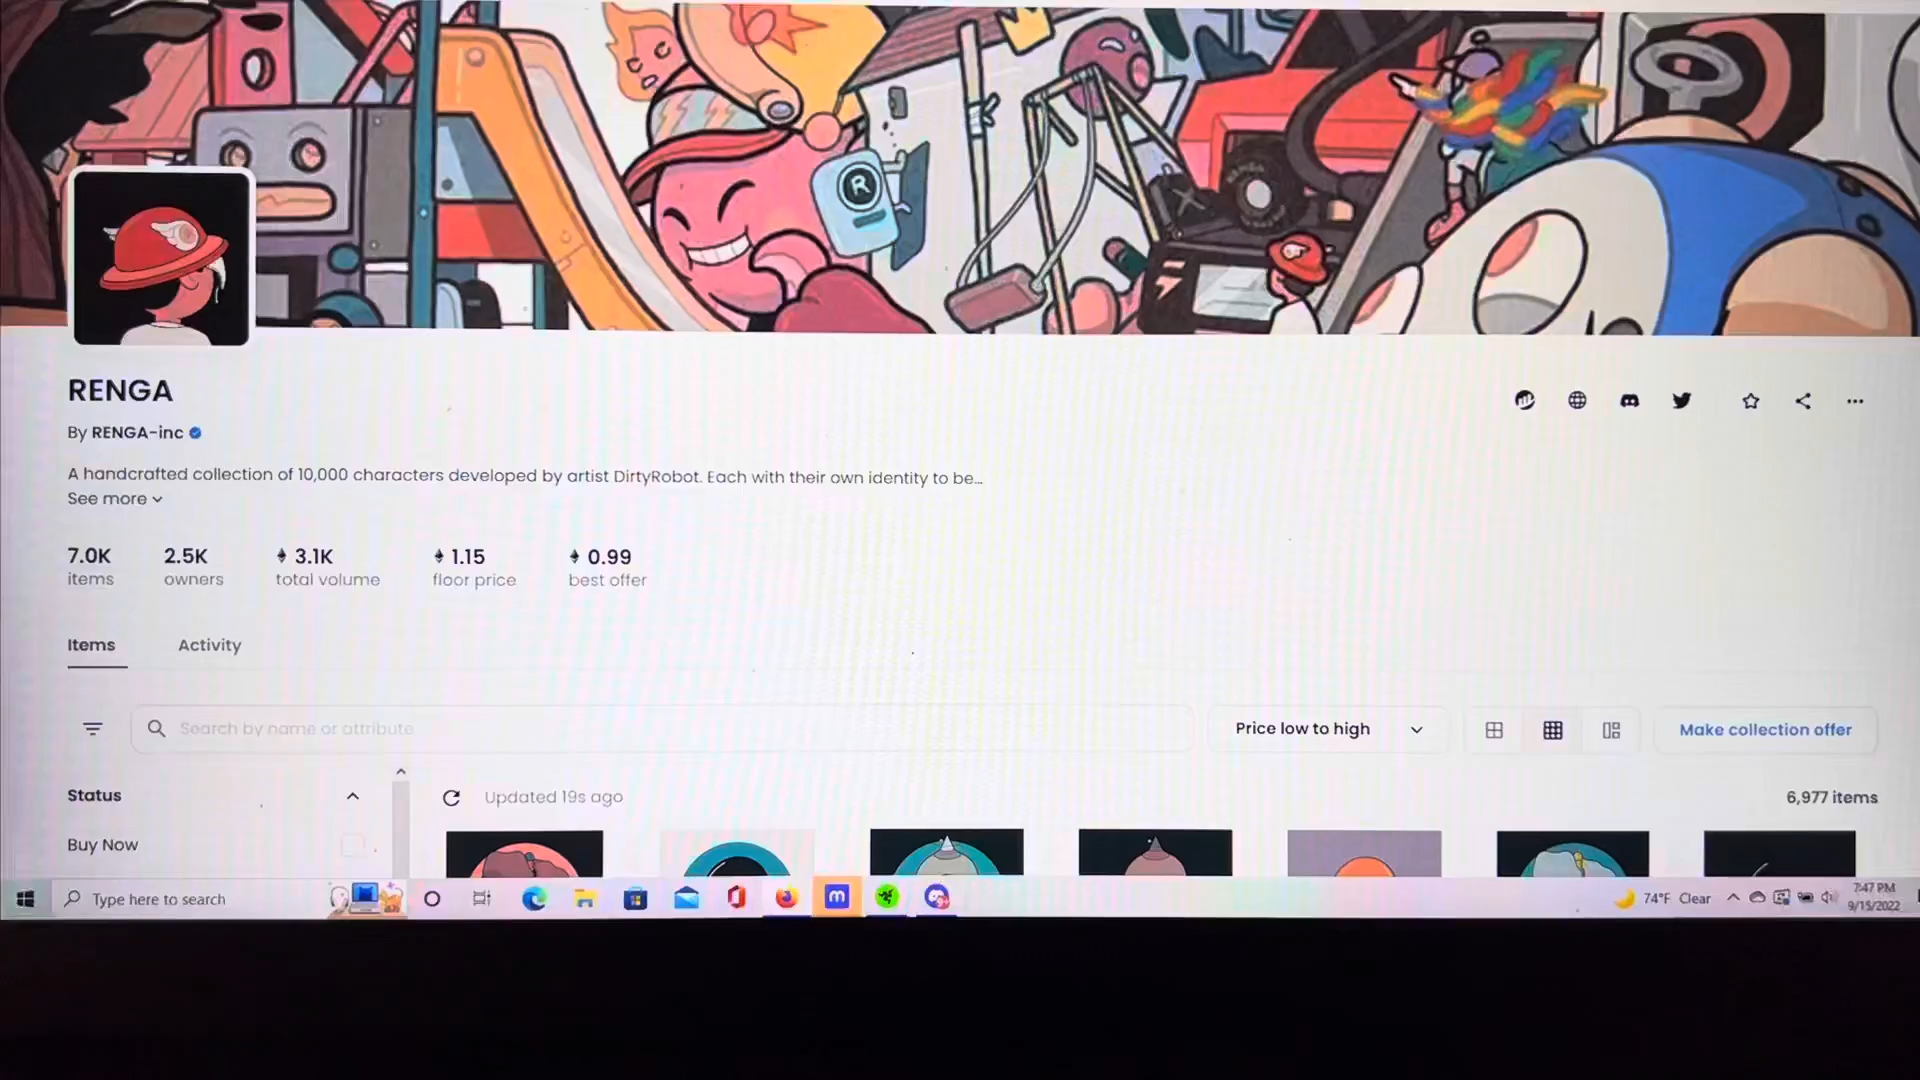 R
RENGA
By RENGA-inc
A handcrafted collection of 10,000 characters developed by artist DirtyRobot. Each with their own identity to be...
See more
7.0K
items
2.5K
owners
3.1K
total volume
1.15
floor price
0.99
best offer
Items
Activity
Search by name or attribute
Price low to high
Make collection offer
Status
Updated 19s ago
6,977 items
Buy Now
Type here to search
74°F Clear
7:47 PM
9/15/2022